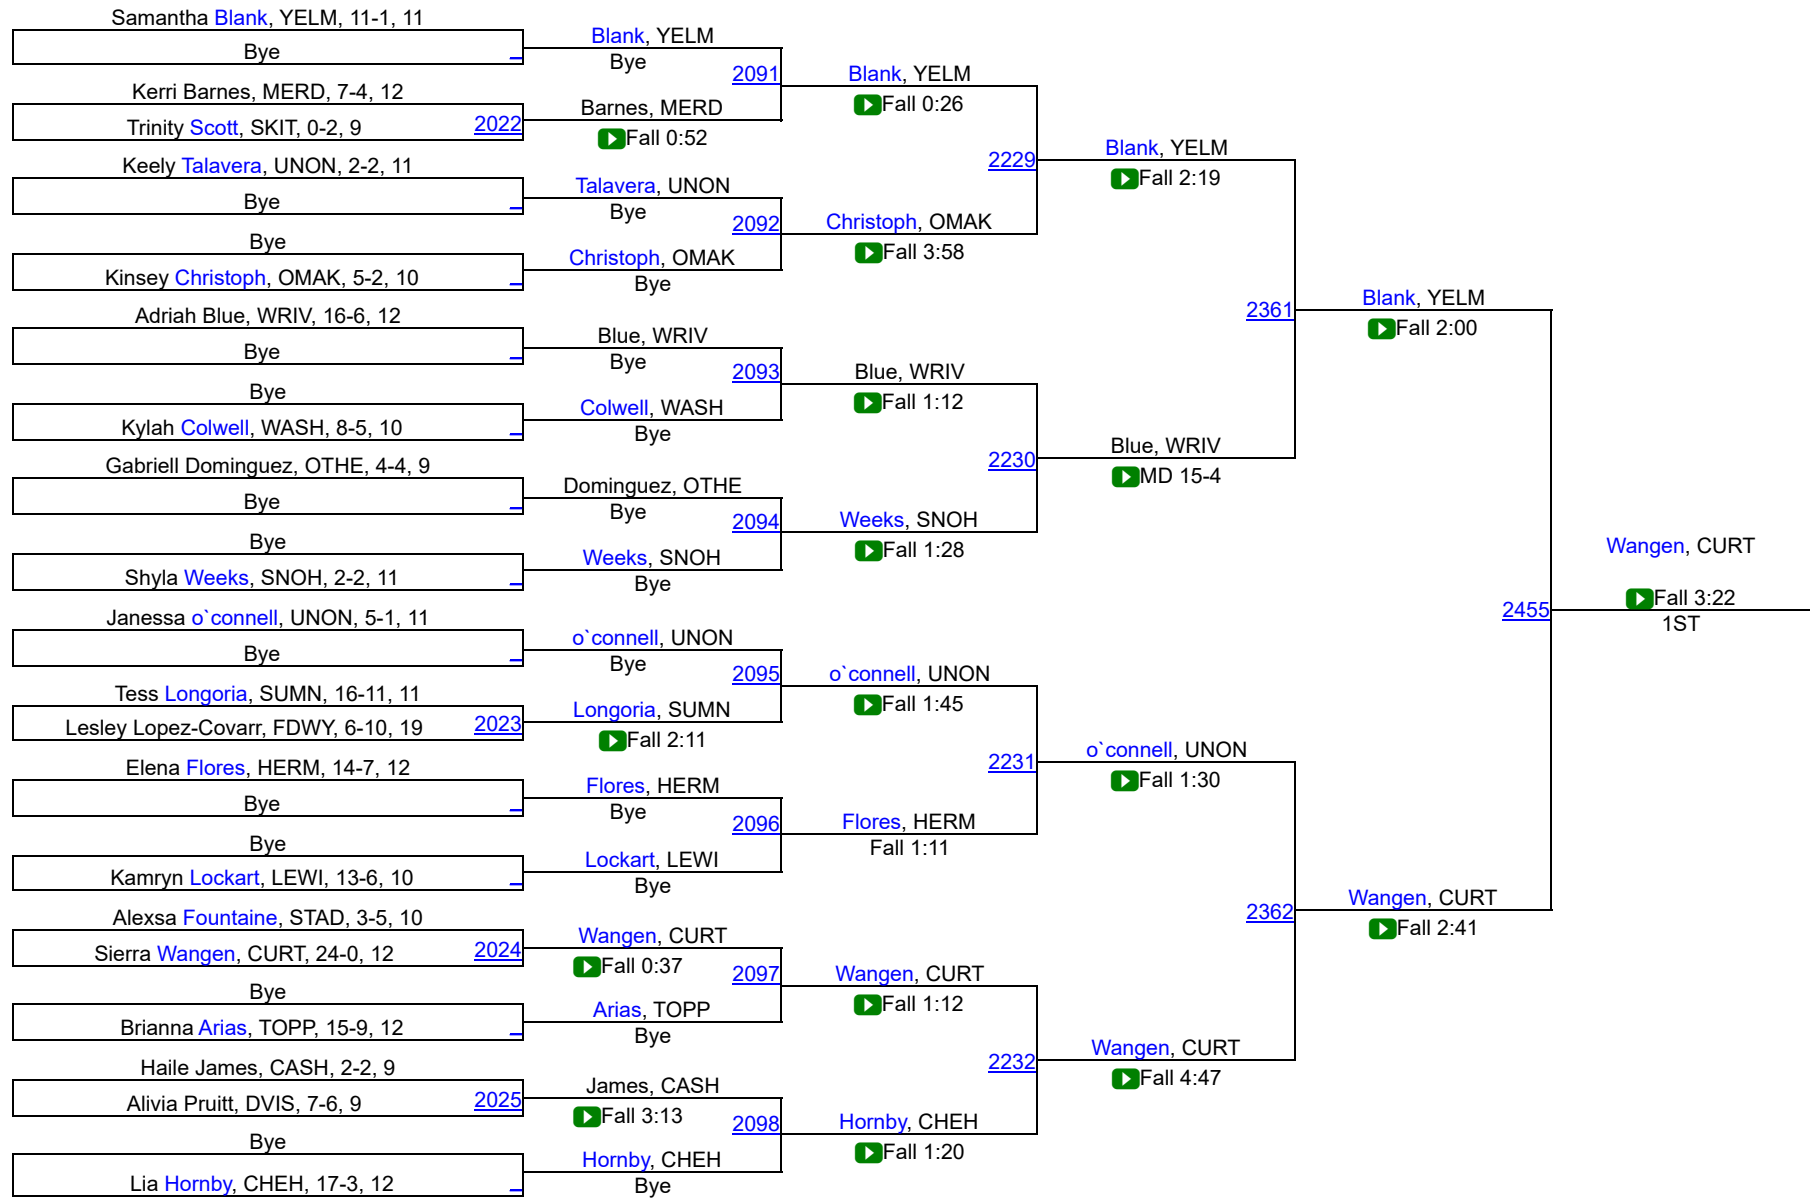 Samantha Blank, YELM, 11-1, 11
Bye
Kerri Barnes, MERD, 7-4, 12
Trinity Scott, SKIT, 0-2, 9 2022
Keely Talavera, UNON, 2-2, 11
Bye
Bye
Kinsey Christoph, OMAK, 5-2, 10
Adriah Blue, WRIV, 16-6, 12
Bye
Bye
Kylah Colwell, WASH, 8-5, 10
Gabriell Dominguez, OTHE, 4-4, 9
Bye
Bye
Shyla Weeks, SNOH, 2-2, 11
Janessa o`connell, UNON, 5-1, 11
Bye
Tess Longoria, SUMN, 16-11, 11
Lesley Lopez-Covarr, FDWY, 6-10, 19 2023
Elena Flores, HERM, 14-7, 12
Bye
Bye
Kamryn Lockart, LEWI, 13-6, 10
Alexsa Fountaine, STAD, 3-5, 10
Sierra Wangen, CURT, 24-0, 12 2024
Bye
Brianna Arias, TOPP, 15-9, 12
Haile James, CASH, 2-2, 9
Alivia Pruitt, DVIS, 7-6, 9 2025
Bye
Lia Hornby, CHEH, 17-3, 12
Blank, YELM
Bye
2091
Barnes, MERD
Fall 0:52
Talavera, UNON
Bye
2092
Christoph, OMAK
Bye
Blue, WRIV
Bye
2093
Colwell, WASH
Bye
Dominguez, OTHE
Bye
2094
Weeks, SNOH
Bye
o`connell, UNON
Bye
2095
Longoria, SUMN
Fall 2:11
Flores, HERM
Bye
2096
Lockart, LEWI
Bye
Wangen, CURT
Fall 0:37
2097
Arias, TOPP
Bye
James, CASH
Fall 3:13
2098
Hornby, CHEH
Bye
Blank, YELM
Fall 0:26
2229
Christoph, OMAK
Fall 3:58
Blue, WRIV
Fall 1:12
2230
Weeks, SNOH
Fall 1:28
o`connell, UNON
Fall 1:45
2231
Flores, HERM
Fall 1:11
Wangen, CURT
Fall 1:12
2232
Hornby, CHEH
Fall 1:20
Blank, YELM
Fall 2:19
2361
Blue, WRIV
MD 15-4
o`connell, UNON
Fall 1:30
2362
Wangen, CURT
Fall 4:47
Blank, YELM
Fall 2:00
2455
Wangen, CURT
Fall 2:41
Wangen, CURT
Fall 3:22
1ST